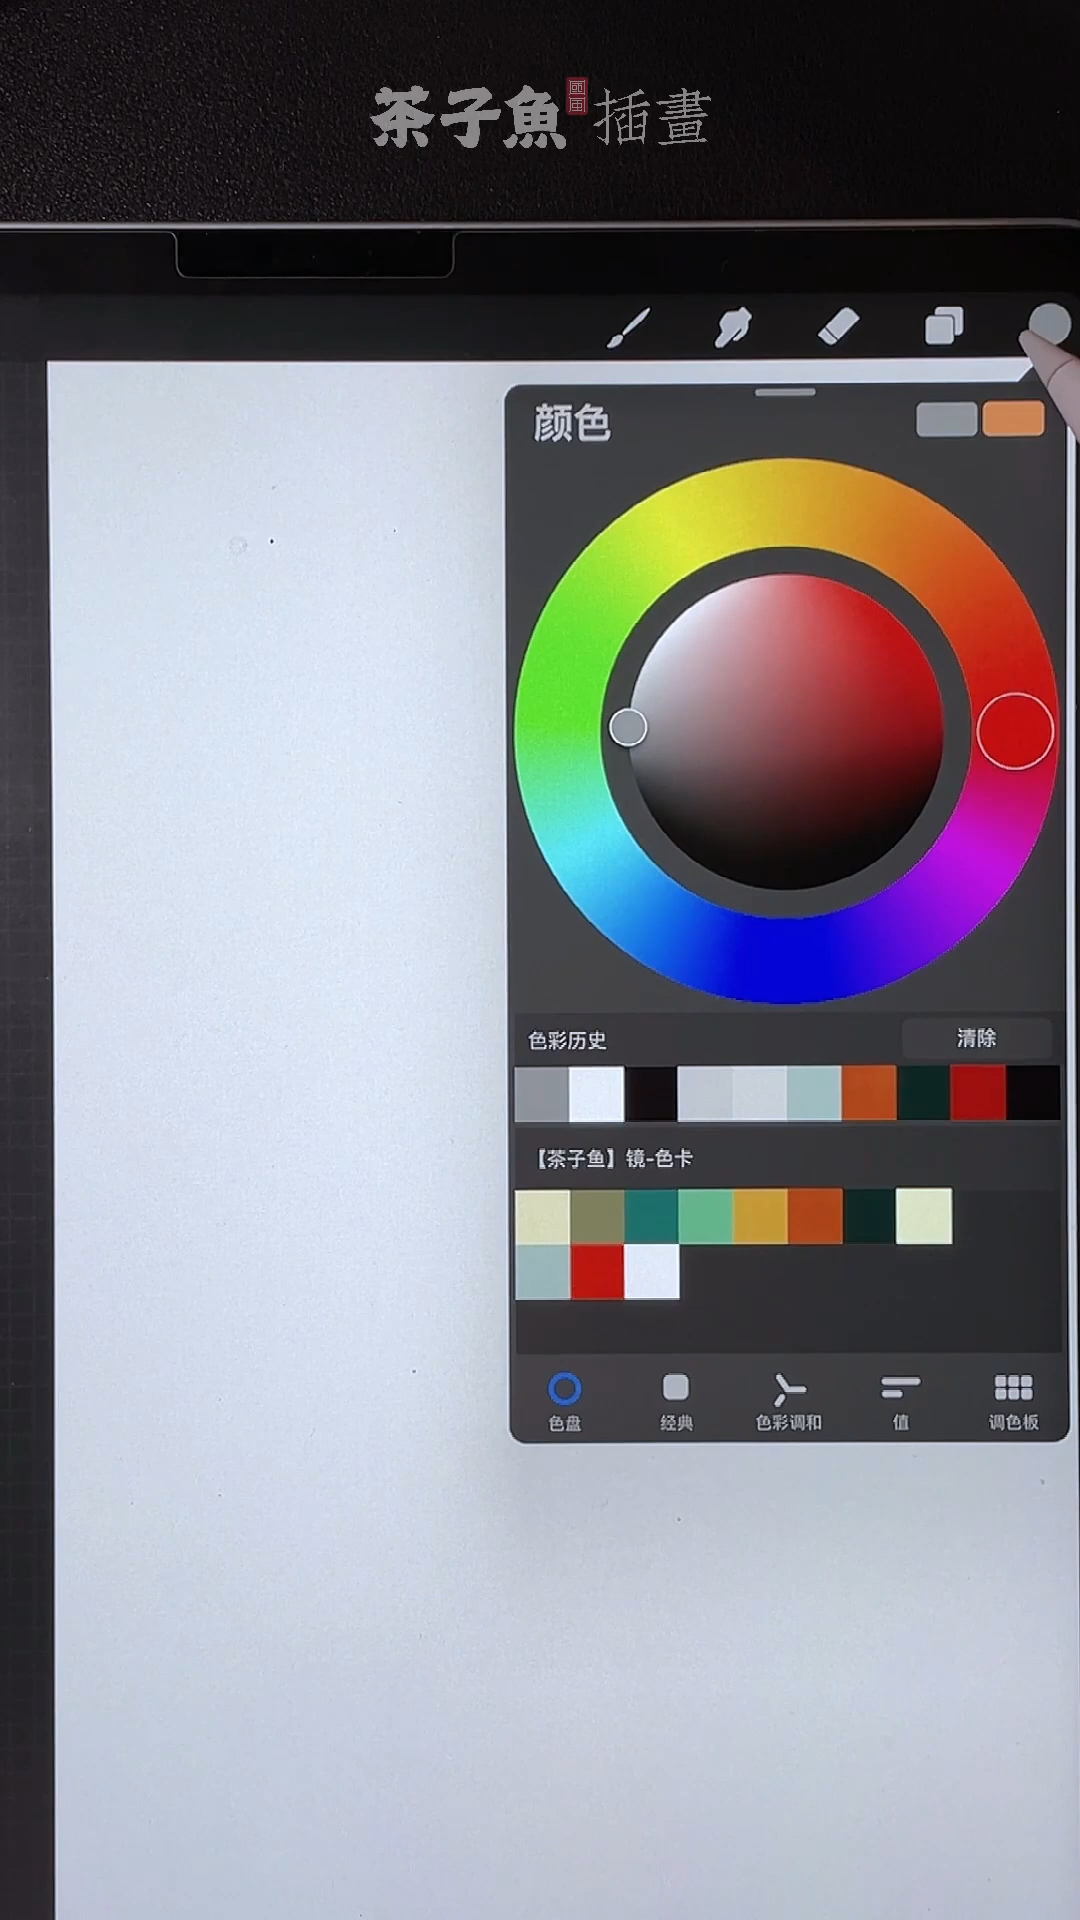 茶子魚插畫
颜色
色彩历史 清除
【茶子鱼】镜-色卡
色盘 经典 色彩调和 值 调色板